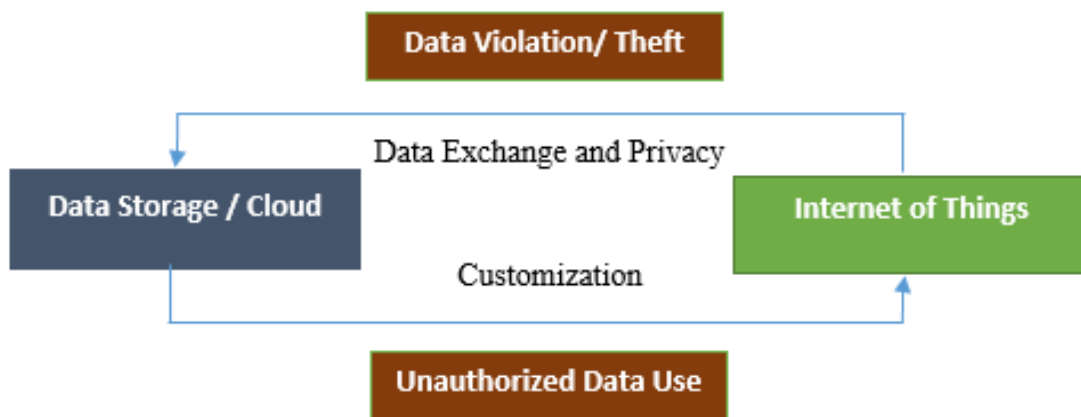 Data Violation/ Theft
Data Exchange and Privacy
Data Storage / Cloud
Internet of Things
Customization
Unauthorized Data Use